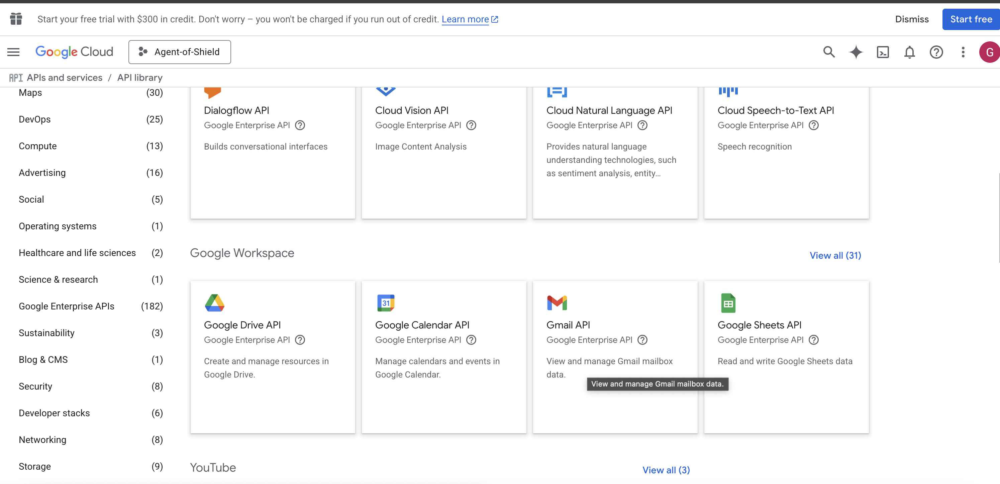 Start your free trial with $300 in credit. Don't worry – you won't be charged if you run out of credit. Learn more
Dismiss
Start free
Google Cloud
Agent-of-Shield
G
API APIs and services / API library
Maps (30)
DevOps (25)
Compute (13)
Advertising (16)
Social (5)
Operating systems (1)
Healthcare and life sciences (2)
Science & research (1)
Google Enterprise APIs (182)
Sustainability (3)
Blog & CMS (1)
Security (8)
Developer stacks (6)
Networking (8)
Storage (9)
Dialogflow API
Google Enterprise API
Builds conversational interfaces
Cloud Vision API
Google Enterprise API
Image Content Analysis
Cloud Natural Language API
Google Enterprise API
Provides natural language
understanding technologies, such
as sentiment analysis, entity...
Cloud Speech-to-Text API
Google Enterprise API
Speech recognition
Google Workspace
View all (31)
Google Drive API
Google Enterprise API
Create and manage resources in
Google Drive.
31
Google Calendar API
Google Enterprise API
Manage calendars and events in
Google Calendar.
Gmail API
Google Enterprise API
View and manage Gmail mailbox
data.
View and manage Gmail mailbox data.
Google Sheets API
Google Enterprise API
Read and write Google Sheets data
YouTube
View all (3)